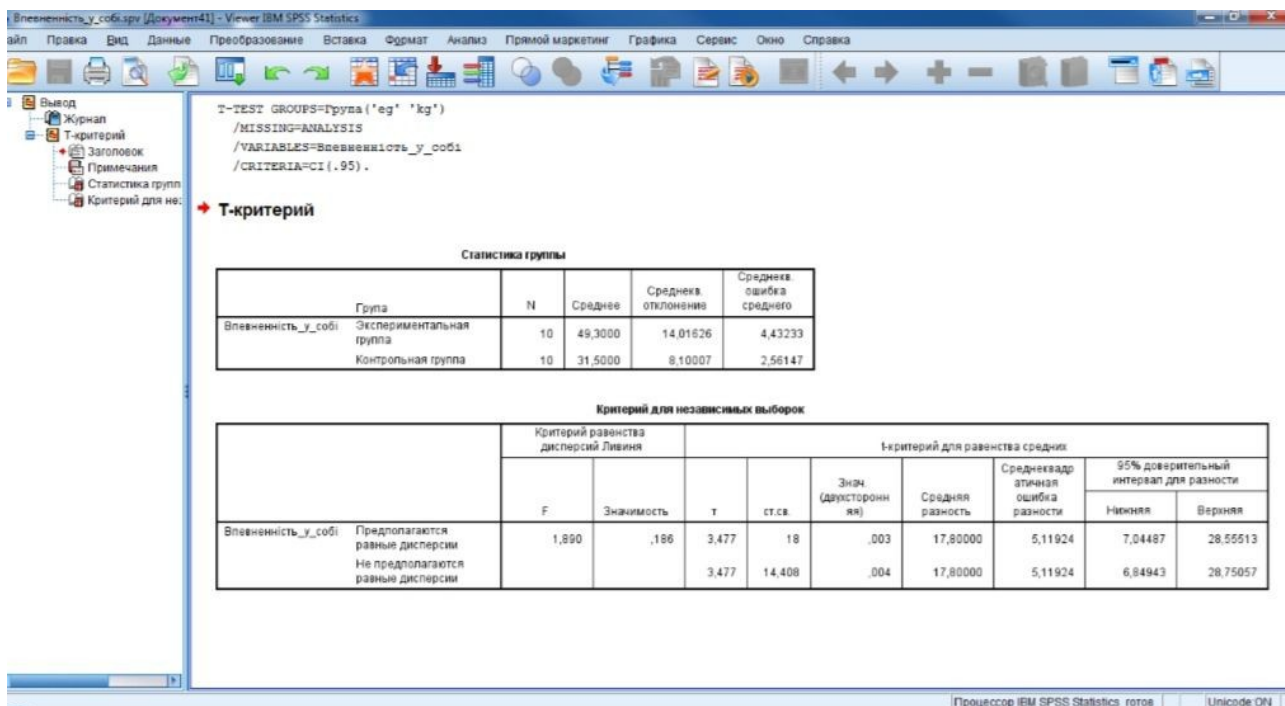 Впевненність_у_собі.spv [Документ41] - Viewer IBM SPSS Statistics
айл Правка Вид Данные Преобразование Вставка Формат Анализ Прямой маркетинг Графика Сервис Окно Справка
Вывод
Журнал
Т-критерий
Заголовок
Примечания
Статистика групп
Критерий для не
T-TEST GROUPS=Група('eg' 'kg')
/MISSING=ANALYSIS
/VARIABLES=Впевненність_у_собі
/CRITERIA=CI(.95).
Т-критерий
Статистика группы
Група N Среднее Среднекв. отклонение Среднекв. ошибка среднего
Впевненність_у_собі Экспериментальная группа 10 49,3000 14,01626 4,43233
Контрольная группа 10 31,5000 8,10007 2,56147
Критерий для независимых выборок
Критерий равенства дисперсий Ливиня t-критерий для равенства средних
F Значимость т ст.св. Знач. (двухсторонняя) Средняя разность Среднеквадратичная ошибка разности 95% доверительный интервал для разности
Нижняя Верхняя
Впевненність_у_собі Предполагаются равные дисперсии 1,890 ,186 3,477 18 ,003 17,80000 5,11924 7,04487 28,55513
Не предполагаются равные дисперсии 3,477 14,408 ,004 17,80000 5,11924 6,84943 28,75057
Процессор IBM SPSS Statistics готов Unicode:ON